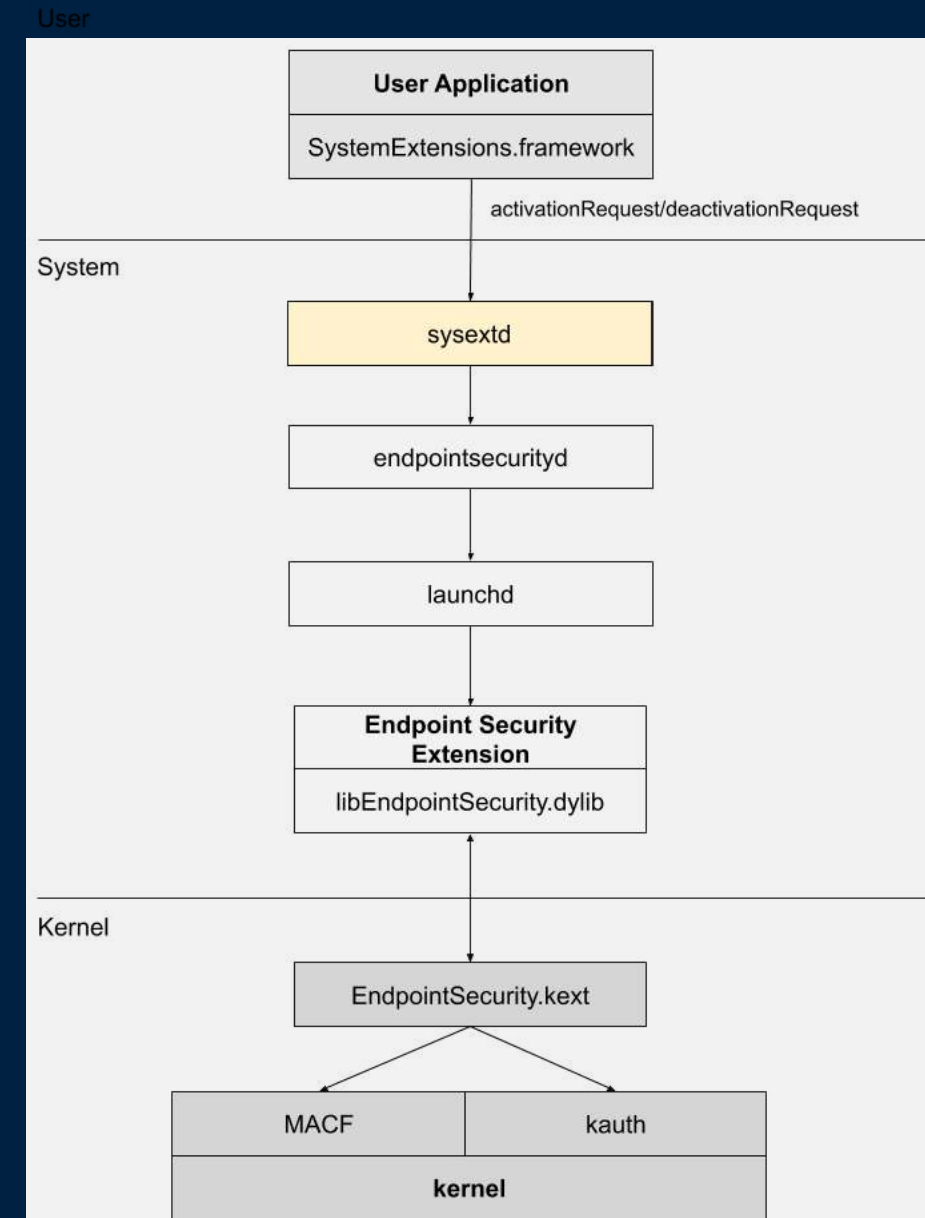 User
User Application
SystemExtensions.framework
activationRequest/deactivationRequest
System
sysextd
endpointsecurityd
launchd
Endpoint Security
Extension
libEndpointSecurity.dylib
Kernel
EndpointSecurity.kext
MACF
kauth
kernel